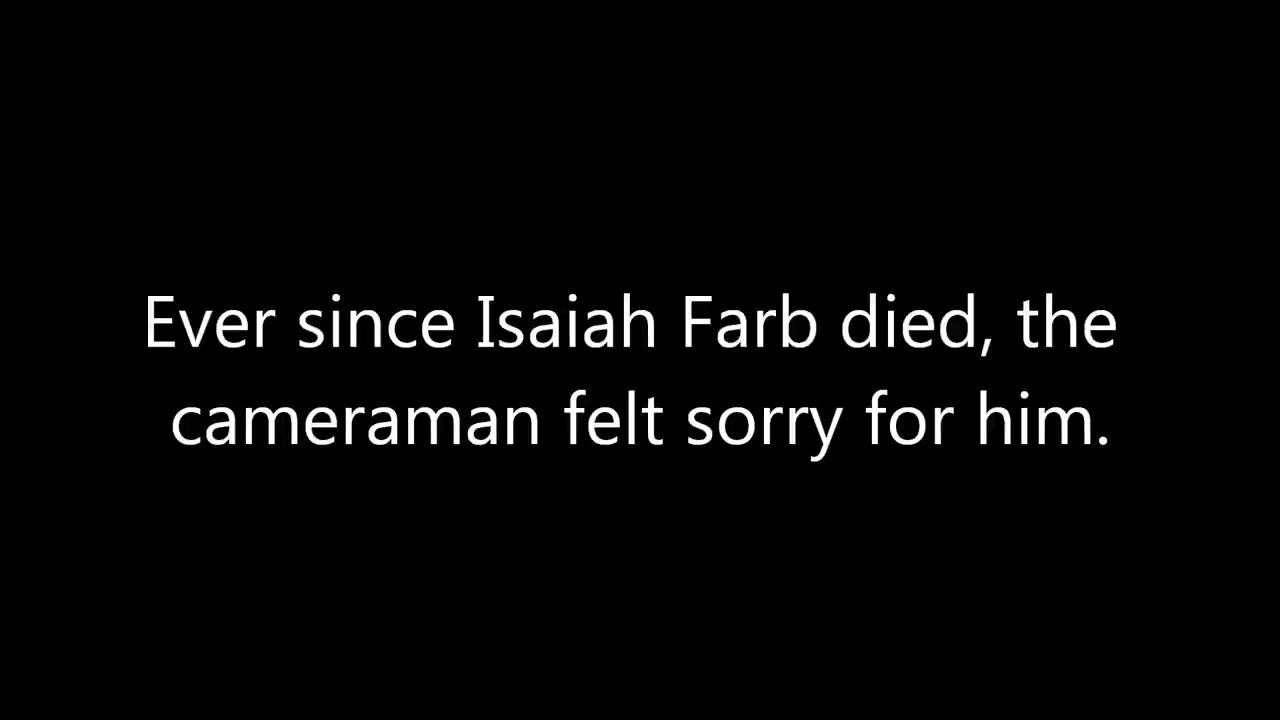 Ever since Isaiah Farb died, the
cameraman felt sorry for him.